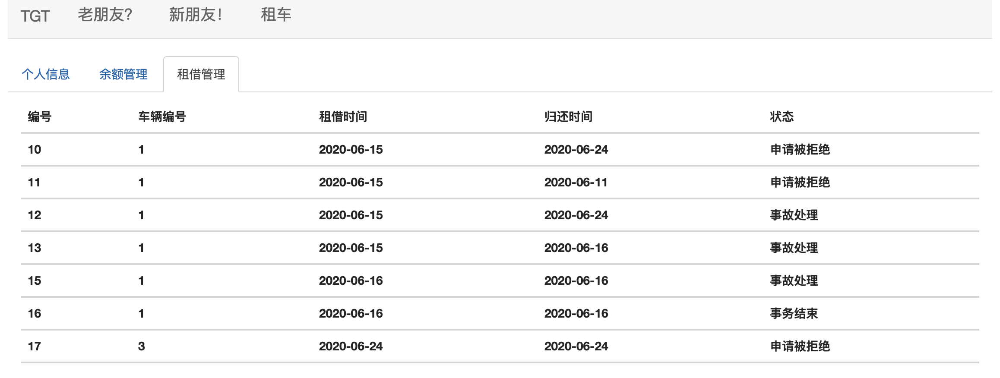 TGT 老朋友? 新朋友! 租车
个人信息 余额管理 租借管理
编号 车辆编号 租借时间 归还时间 状态
10 1 2020-06-15 2020-06-24 申请被拒绝
11 1 2020-06-15 2020-06-11 申请被拒绝
12 1 2020-06-15 2020-06-24 事故处理
13 1 2020-06-15 2020-06-16 事故处理
15 1 2020-06-16 2020-06-16 事故处理
16 1 2020-06-16 2020-06-16 事务结束
17 3 2020-06-24 2020-06-24 申请被拒绝